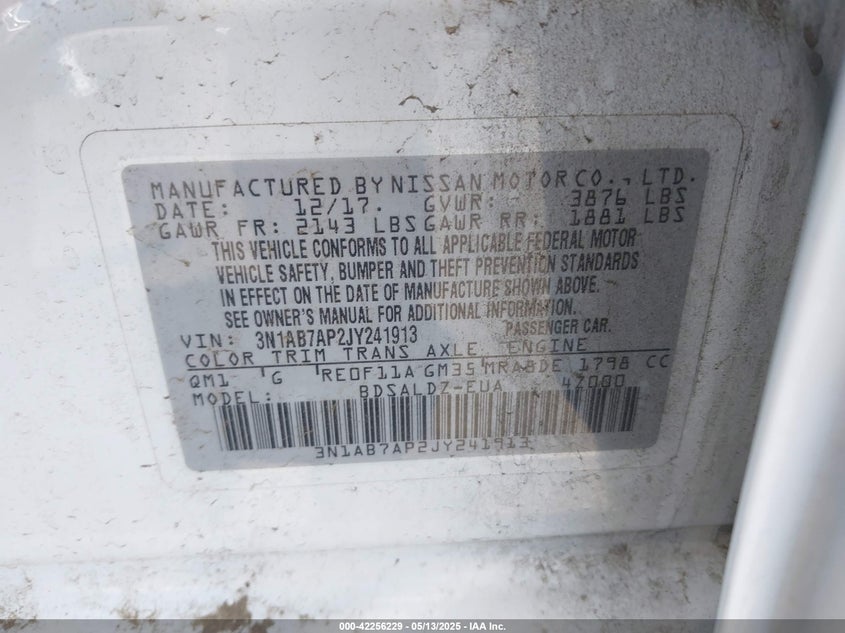 MANUFACTURED BY NISSAN MOTOR CO., LTD.
DATE: 12/17. GVWR: 3876 LBS
GAWR FR: 2143 LBS GAWR RR: 1881 LBS
THIS VEHICLE CONFORMS TO ALL APPLICABLE FEDERAL MOTOR
VEHICLE SAFETY, BUMPER AND THEFT PREVENTION STANDARDS
IN EFFECT ON THE DATE OF MANUFACTURE SHOWN ABOVE.
SEE OWNER'S MANUAL FOR ADDITIONAL INFORMATION.
VIN: 3N1AB7AP2JY241913 PASSENGER CAR.
COLOR TRIM TRANS AXLE ENGINE
QM1 G RE0F11A GM35 MRA8DE 1798 CC
MODEL: BDSALDZ-EUA 4Z000
3N1AB7AP2JY241913
000-42256229 - 05/13/2025 - IAA Inc.